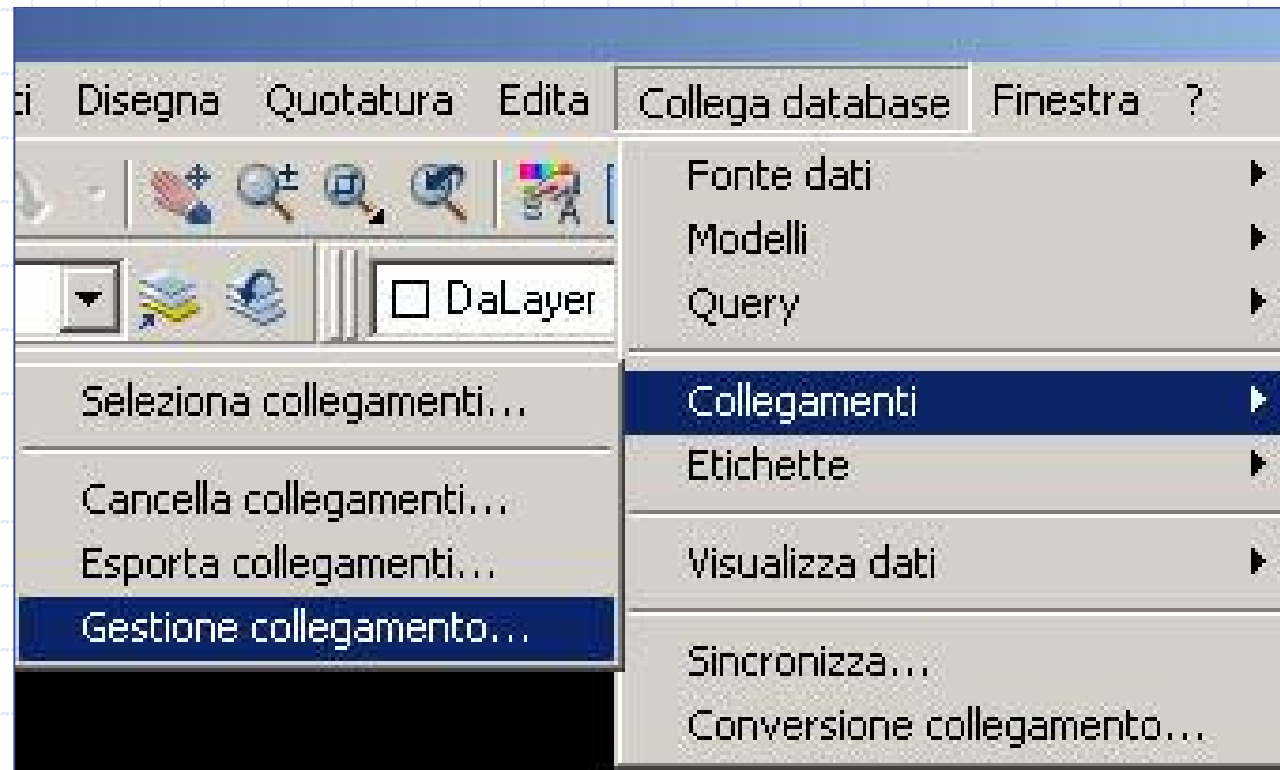 ti Disegna Quotatura Edita Collega database Finestra ?
Fonte dati
Modelli
Query
DaLayer
Collegamenti
Etichette
Visualizza dati
Sincronizza...
Conversione collegamento...
Seleziona collegamenti...
Cancella collegamenti...
Esporta collegamenti...
Gestione collegamento...